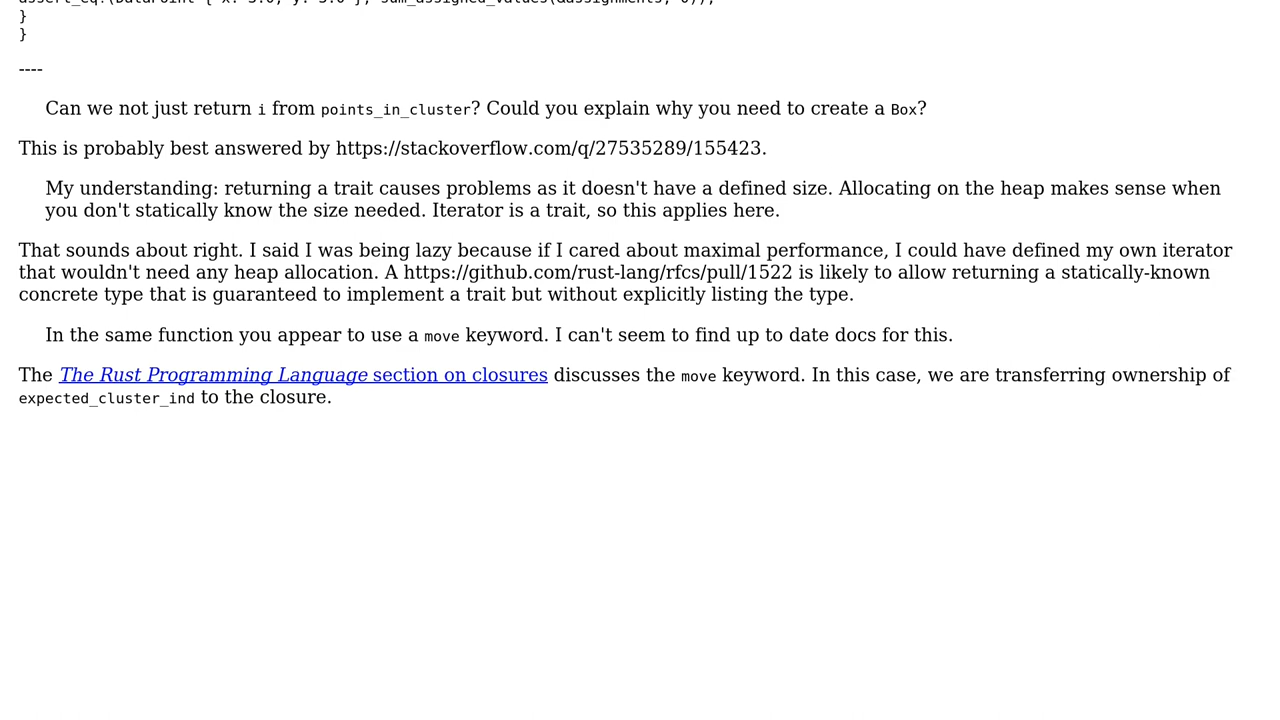 }
}
----
Can we not just return i from points_in_cluster? Could you explain why you need to create a Box?
This is probably best answered by https://stackoverflow.com/q/27535289/155423.
My understanding: returning a trait causes problems as it doesn't have a defined size. Allocating on the heap makes sense when
you don't statically know the size needed. Iterator is a trait, so this applies here.
That sounds about right. I said I was being lazy because if I cared about maximal performance, I could have defined my own iterator
that wouldn't need any heap allocation. A https://github.com/rust-lang/rfcs/pull/1522 is likely to allow returning a statically-known
concrete type that is guaranteed to implement a trait but without explicitly listing the type.
In the same function you appear to use a move keyword. I can't seem to find up to date docs for this.
The The Rust Programming Language section on closures discusses the move keyword. In this case, we are transferring ownership of
expected_cluster_ind to the closure.